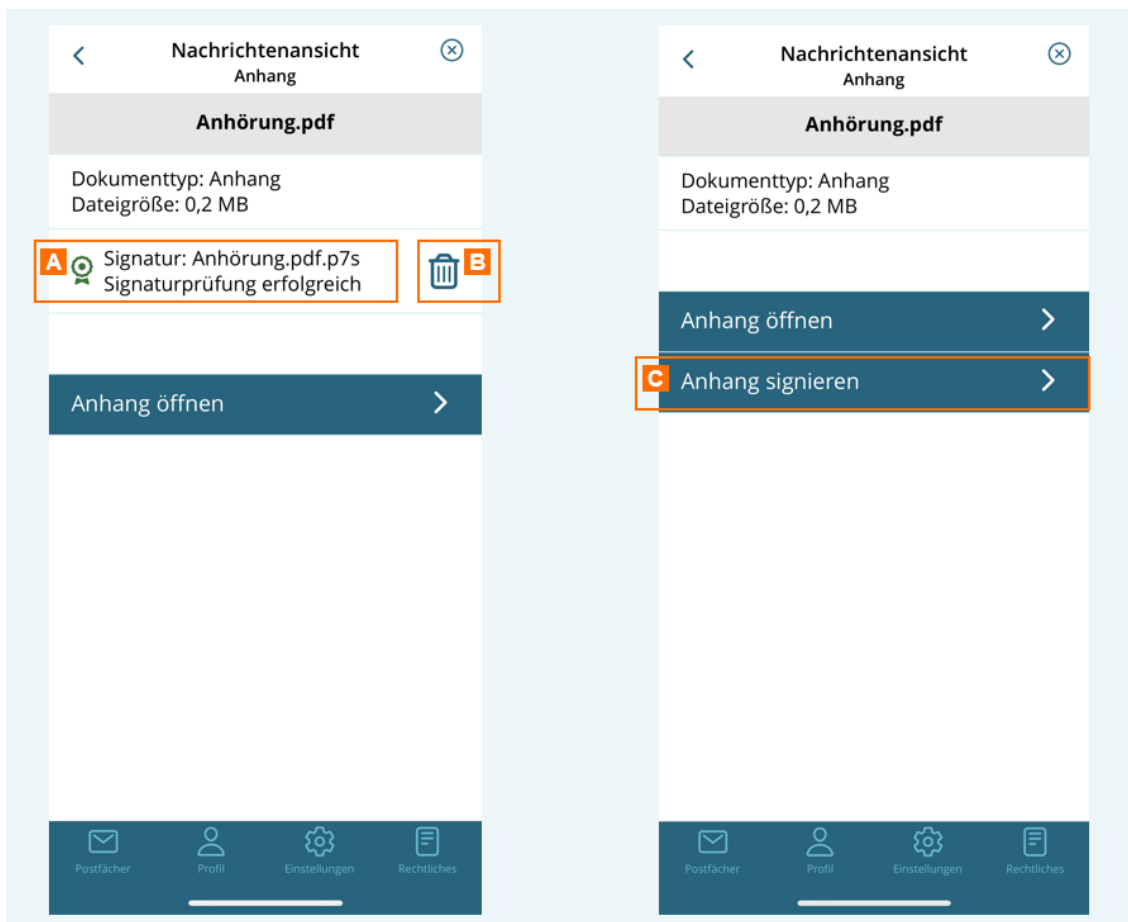 Nachrichtenansicht
Anhang
Anhörung.pdf
Dokumenttyp: Anhang
Dateigröße: 0,2 MB
A
Signatur: Anhörung.pdf.p7s
Signaturprüfung erfolgreich
B
Anhang öffnen
Postfächer
Profil
Einstellungen
Rechtliches
Nachrichtenansicht
Anhang
Anhörung.pdf
Dokumenttyp: Anhang
Dateigröße: 0,2 MB
Anhang öffnen
C
Anhang signieren
Postfächer
Profil
Einstellungen
Rechtliches